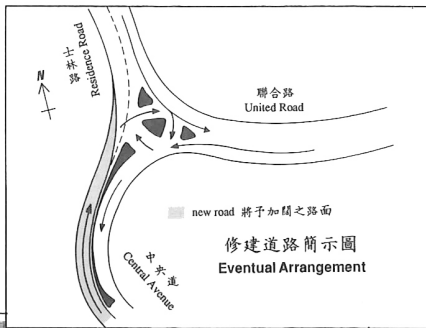 士林路
Residence Road
N
聯合路
United Road
new road 將予加闊之路面
修建道路簡示圖
Eventual Arrangement
中央道
Central Avenue